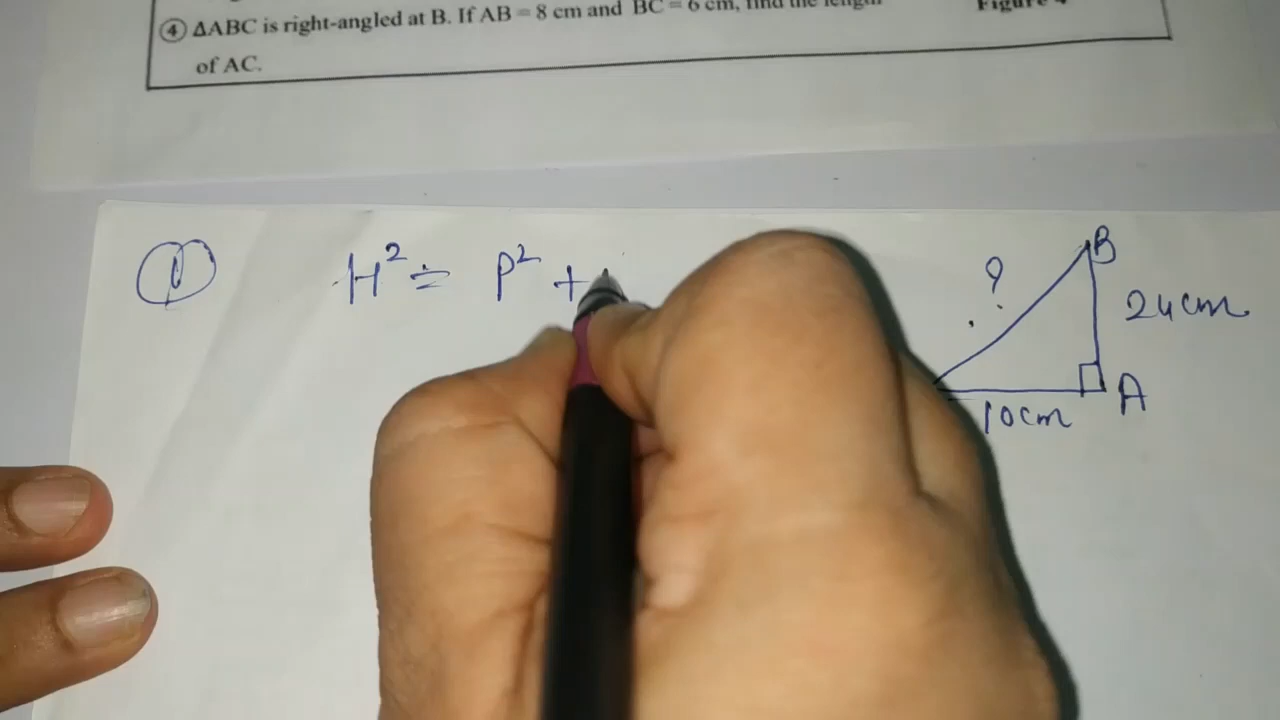 ④ ΔABC is right-angled at B. If AB = 8 cm and BC = 6 cm, find the length
of AC.
Figure
① H² = P² +
B
?
24cm
A
10cm